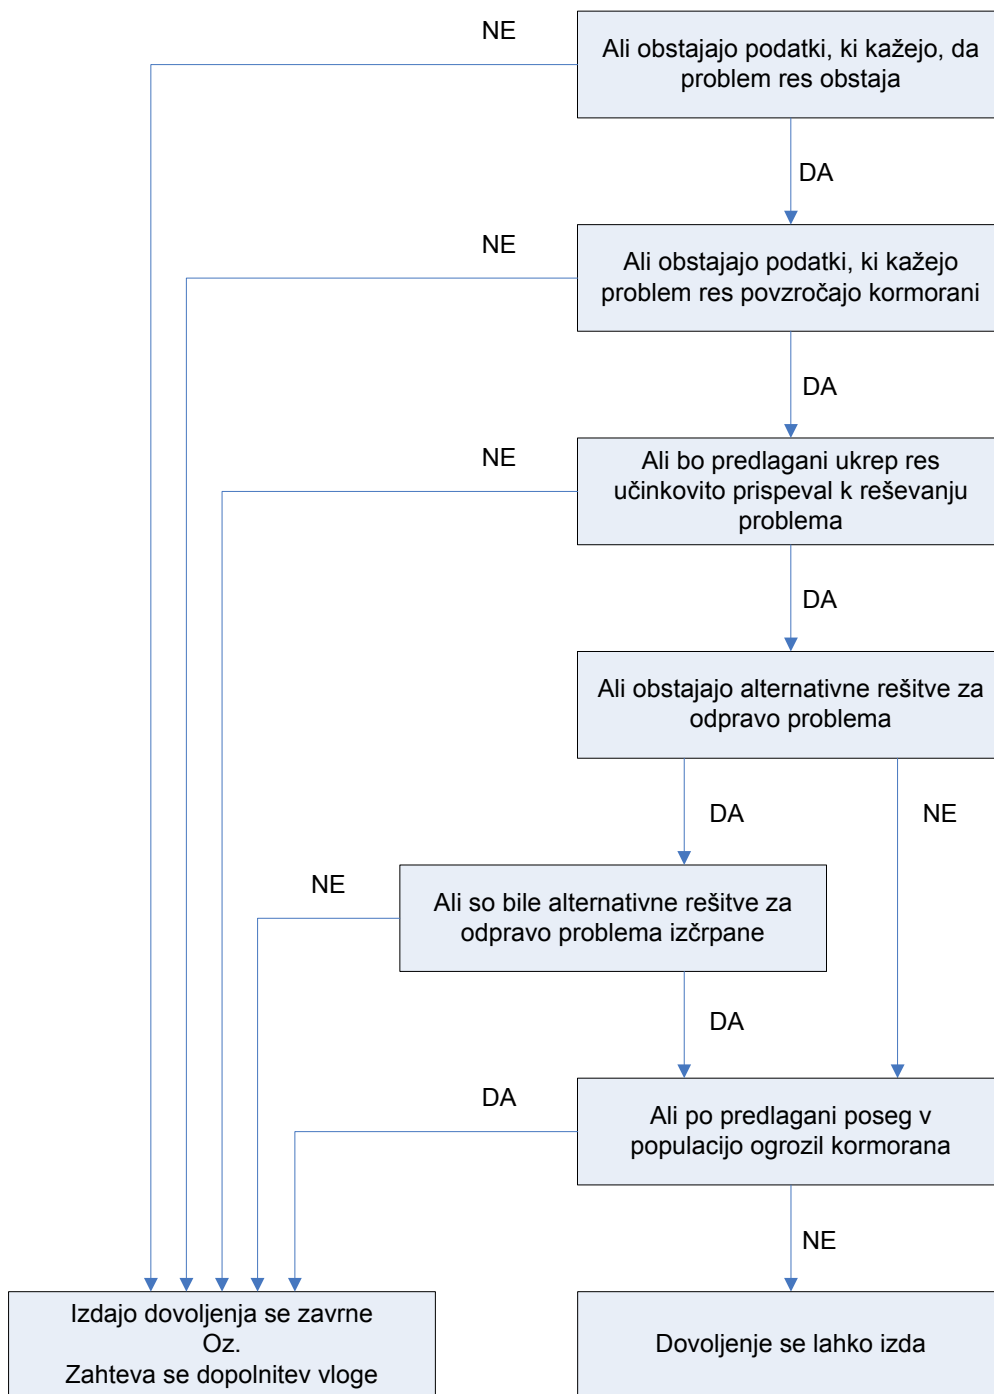 NE
Ali obstajajo podatki, ki kažejo, da
problem res obstaja
DA
NE
Ali obstajajo podatki, ki kažejo
problem res povzročajo kormorani
DA
NE
Ali bo predlagani ukrep res
učinkovito prispeval k reševanju
problema
DA
Ali obstajajo alternativne rešitve za
odpravo problema
DA
NE
NE
Ali so bile alternativne rešitve za
odpravo problema izčrpane
DA
DA
Ali po predlagani poseg v
populacijo ogrozil kormorana
NE
Izdajo dovoljenja se zavrne
Oz.
Zahteva se dopolnitev vloge
Dovoljenje se lahko izda